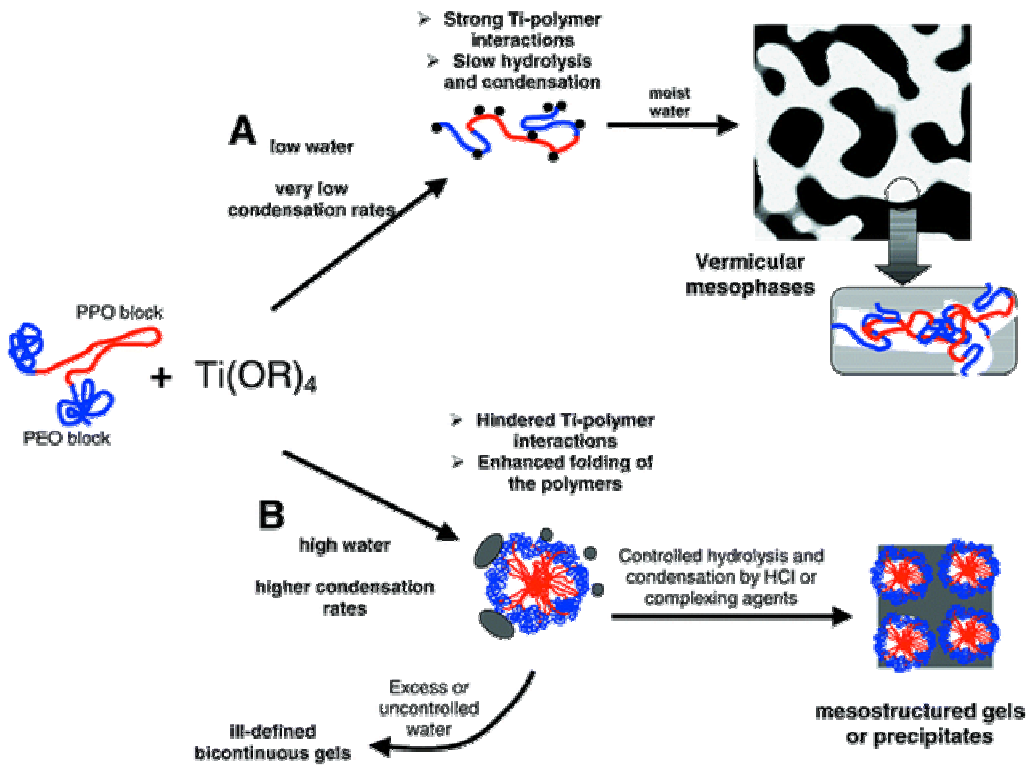 ➢ Strong Ti-polymer
interactions
➢ Slow hydrolysis
and condensation
A
low water
very low
condensation rates
moist
water
Vermicular
mesophases
PPO block
+ Ti(OR)4
PEO block
➢ Hindered Ti-polymer
interactions
➢ Enhanced folding of
the polymers
B
high water
higher condensation
rates
Controlled hydrolysis and
condensation by HCl or
complexing agents
Excess or
uncontrolled
water
ill-defined
bicontinuous gels
mesostructured gels
or precipitates